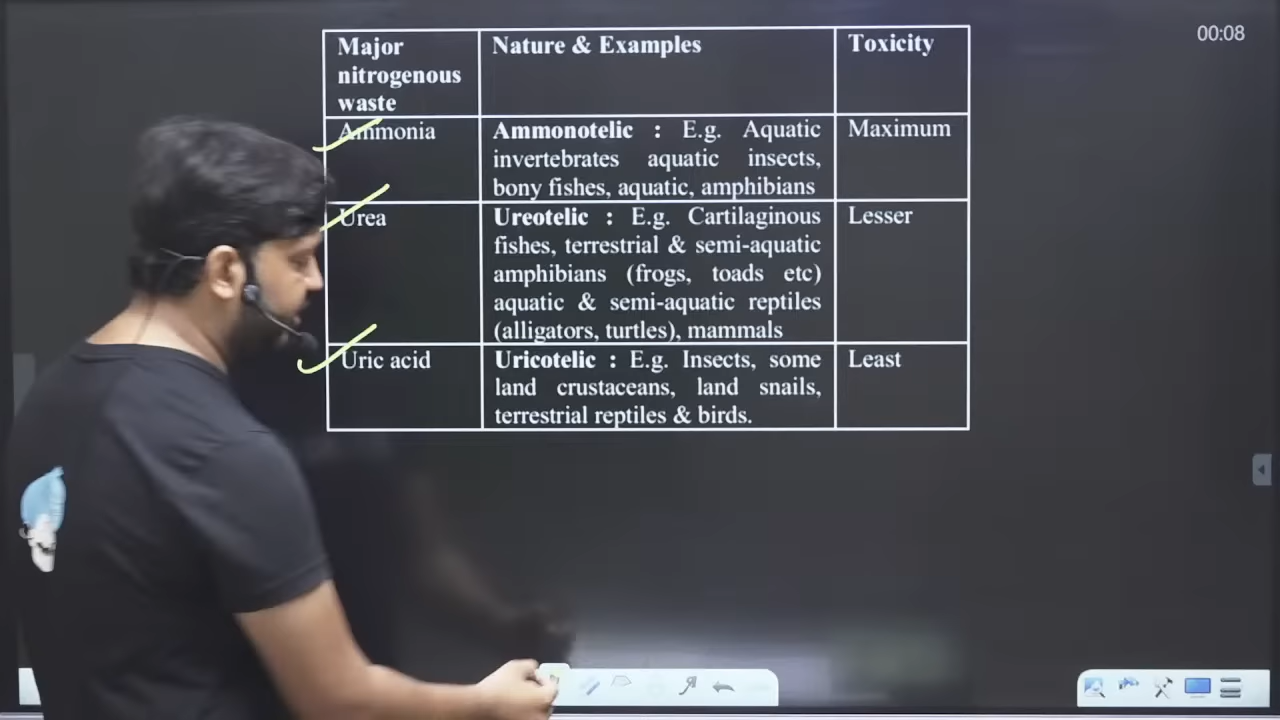 00:08
Major
nitrogenous
waste
Nature & Examples
Toxicity
Ammonia
Ammonotelic : E.g. Aquatic
invertebrates aquatic insects,
bony fishes, aquatic, amphibians
Maximum
Urea
Ureotelic : E.g. Cartilaginous
fishes, terrestrial & semi-aquatic
amphibians (frogs, toads etc)
aquatic & semi-aquatic reptiles
(alligators, turtles), mammals
Lesser
Uric acid
Uricotelic : E.g. Insects, some
land crustaceans, land snails,
terrestrial reptiles & birds.
Least